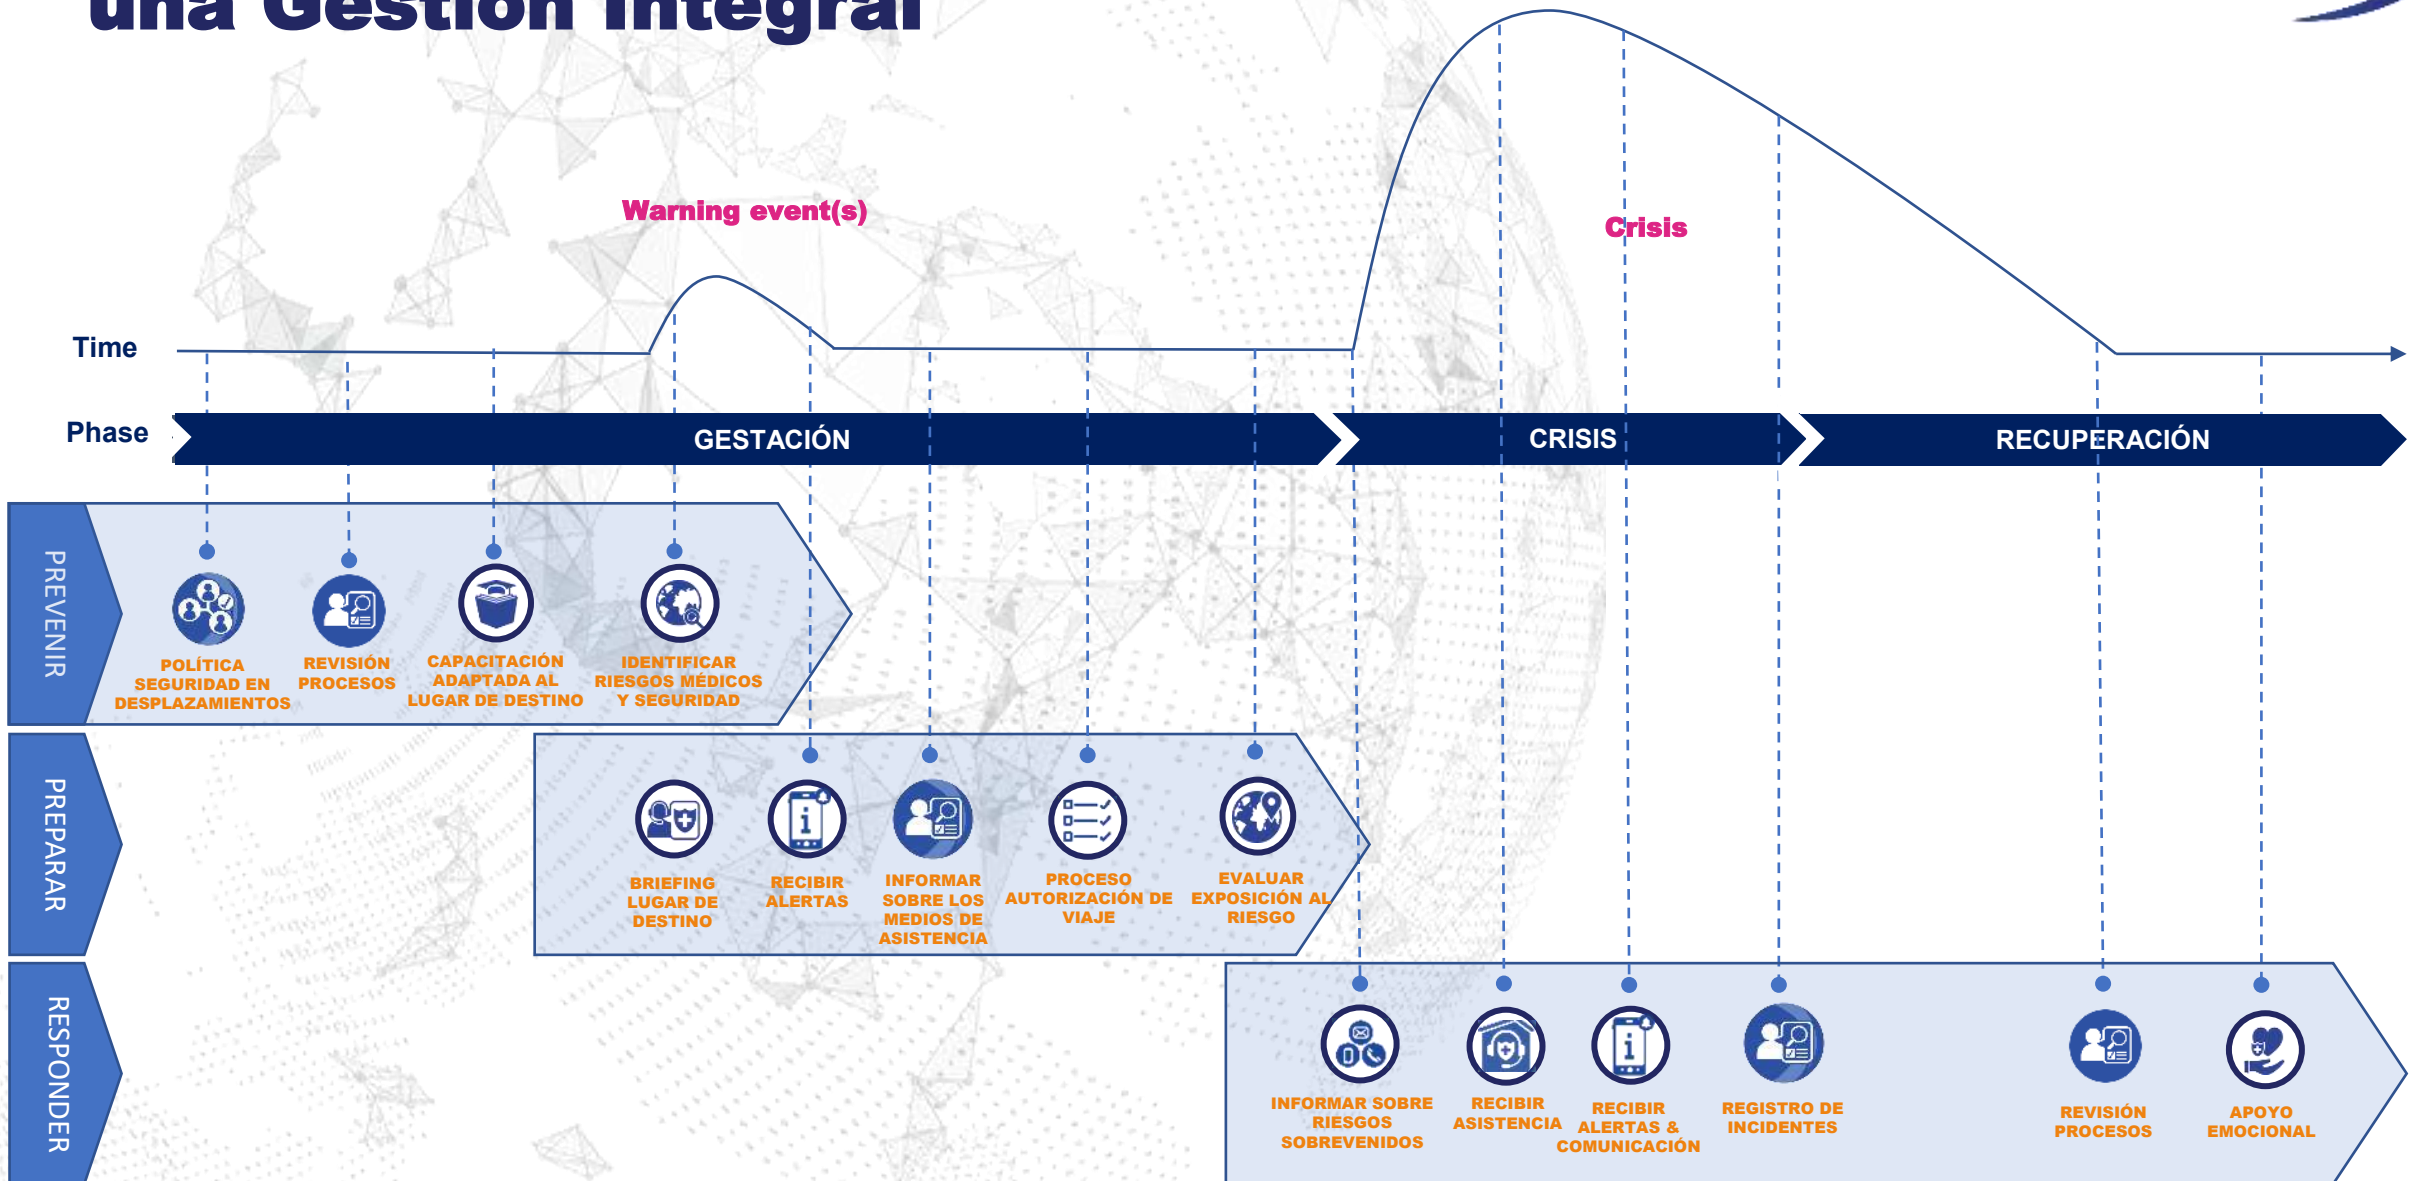 una Gestión Integral
Warning event(s)
Crisis
Time
Phase
GESTACIÓN
CRISIS
RECUPERACIÓN
PREVENIR
POLÍTICA
SEGURIDAD EN
DESPLAZAMIENTOS
REVISIÓN
PROCESOS
CAPACITACIÓN
ADAPTADA AL
LUGAR DE DESTINO
IDENTIFICAR
RIESGOS MÉDICOS
Y SEGURIDAD
PREPARAR
BRIEFING
LUGAR DE
DESTINO
RECIBIR
ALERTAS
INFORMAR
SOBRE LOS
MEDIOS DE
ASISTENCIA
PROCESO
AUTORIZACIÓN DE
VIAJE
EVALUAR
EXPOSICIÓN AL
RIESGO
RESPONDER
INFORMAR SOBRE
RIESGOS
SOBREVENIDOS
RECIBIR
ASISTENCIA
RECIBIR
ALERTAS &
COMUNICACIÓN
REGISTRO DE
INCIDENTES
REVISIÓN
PROCESOS
APOYO
EMOCIONAL